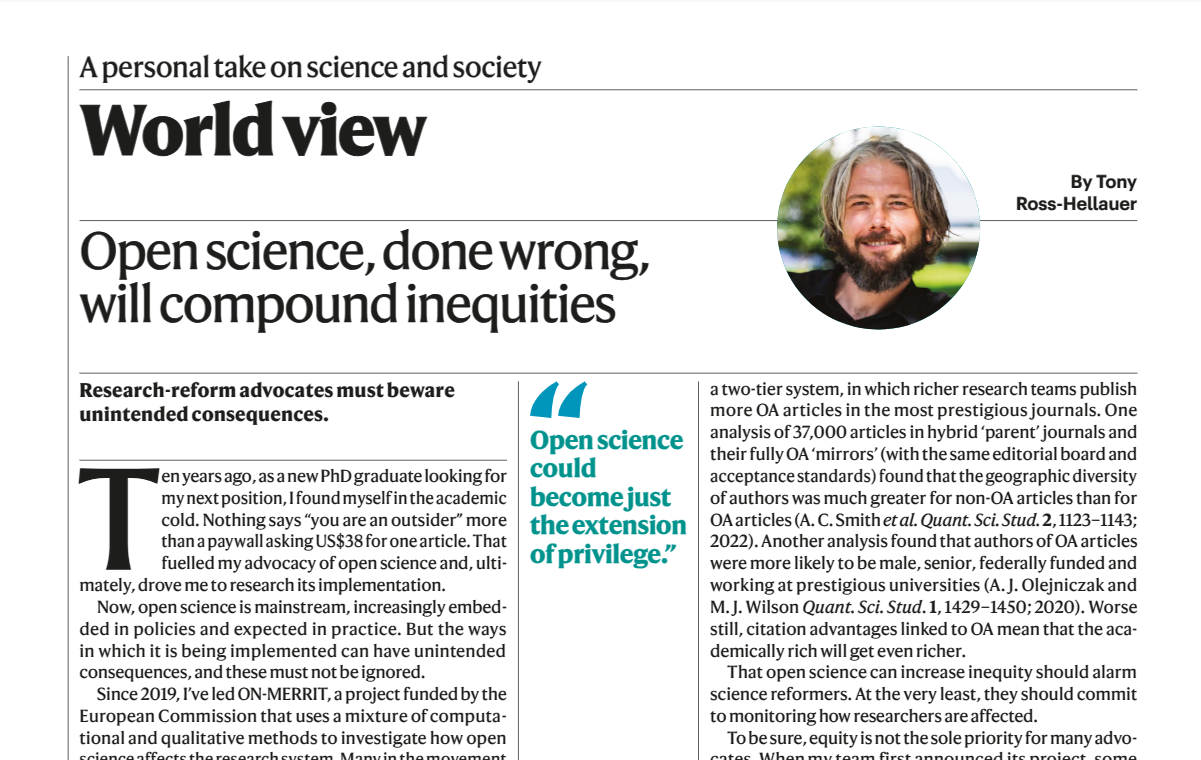 A personal take on science and society
World view
By Tony
Ross-Hellauer
Open science, done wrong,
will compound inequities
Research-reform advocates must beware
unintended consequences.
Ten years ago, as a new PhD graduate looking for
my next position, I found myself in the academic
cold. Nothing says “you are an outsider” more
than a paywall asking US$38 for one article. That
fuelled my advocacy of open science and, ulti-
mately, drove me to research its implementation.
Now, open science is mainstream, increasingly embed-
ded in policies and expected in practice. But the ways
in which it is being implemented can have unintended
consequences, and these must not be ignored.
Since 2019, I’ve led ON-MERRIT, a project funded by the
European Commission that uses a mixture of computa-
tional and qualitative methods to investigate how open
science affects the research system. Many in the movement
“
Open science
could
become just
the extension
of privilege.”
a two-tier system, in which richer research teams publish
more OA articles in the most prestigious journals. One
analysis of 37,000 articles in hybrid ‘parent’ journals and
their fully OA ‘mirrors’ (with the same editorial board and
acceptance standards) found that the geographic diversity
of authors was much greater for non-OA articles than for
OA articles (A. C. Smith et al. Quant. Sci. Stud. 2, 1123–1143;
2022). Another analysis found that authors of OA articles
were more likely to be male, senior, federally funded and
working at prestigious universities (A. J. Olejniczak and
M. J. Wilson Quant. Sci. Stud. 1, 1429–1450; 2020). Worse
still, citation advantages linked to OA mean that the aca-
demically rich will get even richer.
That open science can increase inequity should alarm
science reformers. At the very least, they should commit
to monitoring how researchers are affected.
To be sure, equity is not the sole priority for many advo-
cates. When my team first announced its project, some